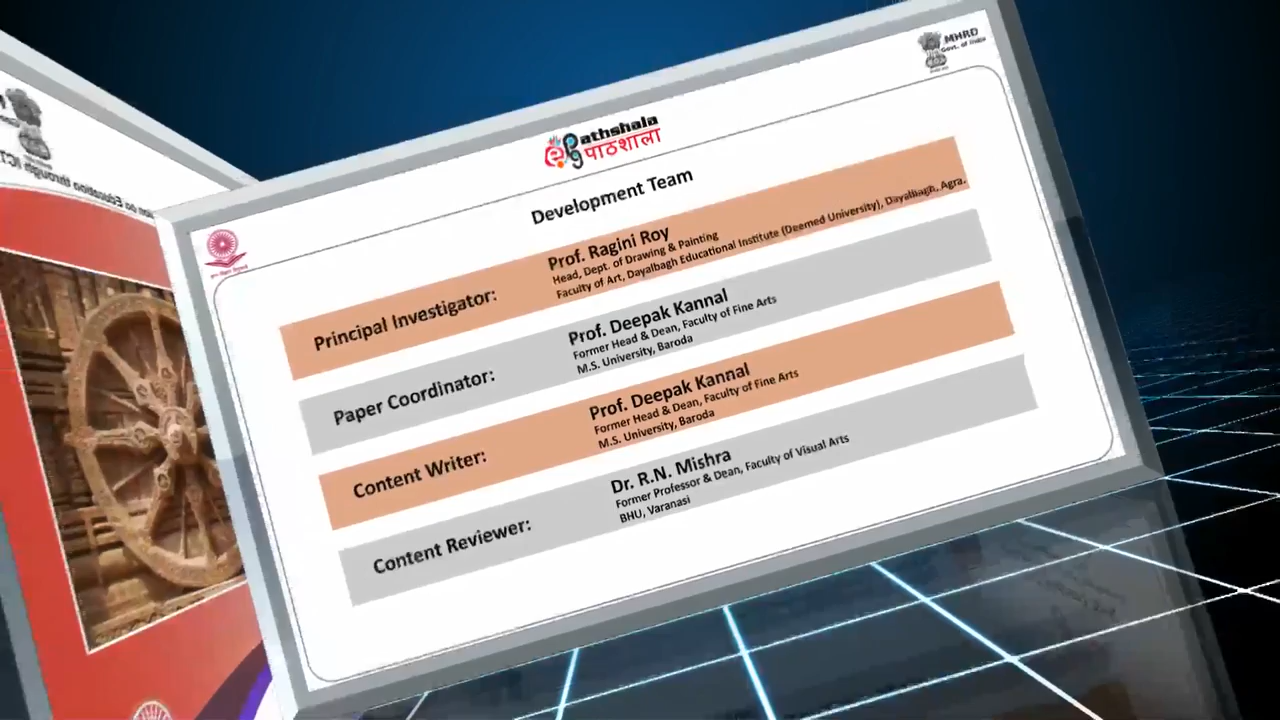 MHRD
Govt. of India
ePathshala
पाठशाला
Development Team
Principal Investigator:
Prof. Ragini Roy
Head, Dept. of Drawing & Painting
Faculty of Art, Dayalbagh Educational Institute (Deemed University), Dayalbagh, Agra.
Paper Coordinator:
Prof. Deepak Kannal
Former Head & Dean, Faculty of Fine Arts
M.S. University, Baroda
Content Writer:
Prof. Deepak Kannal
Former Head & Dean, Faculty of Fine Arts
M.S. University, Baroda
Content Reviewer:
Dr. R.N. Mishra
Former Professor & Dean, Faculty of Visual Arts
BHU, Varanasi